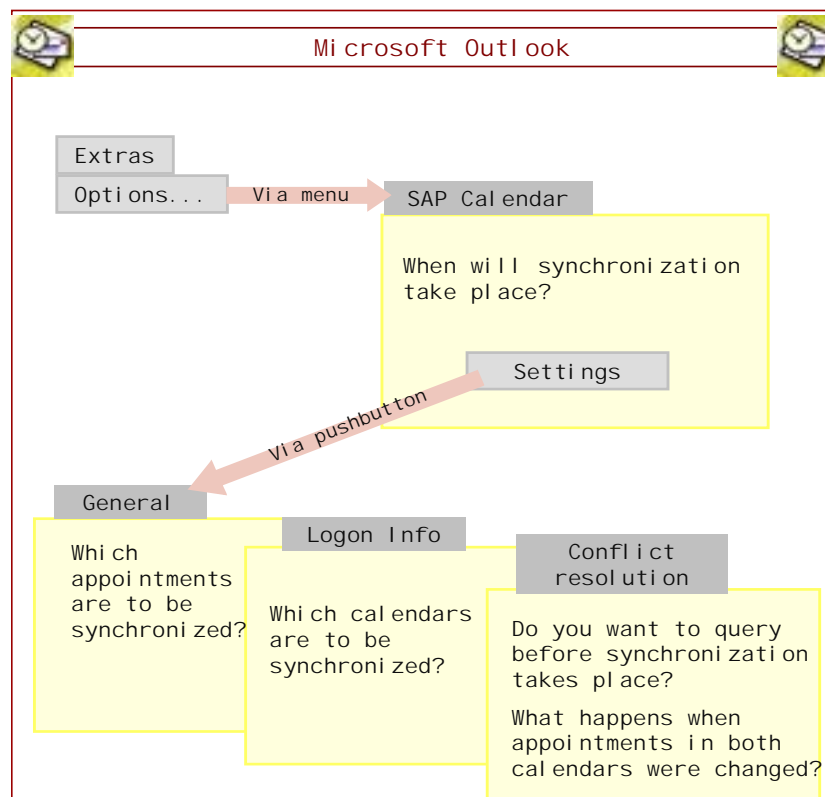 Microsoft Outlook
Extras
Options...
Via menu
SAP Calendar
When will synchronization
take place?
Settings
Via pushbutton
General
Which
appointments
are to be
synchronized?
Logon Info
Which calendars
are to be
synchronized?
Conflict
resolution
Do you want to query
before synchronization
takes place?
What happens when
appointments in both
calendars were changed?